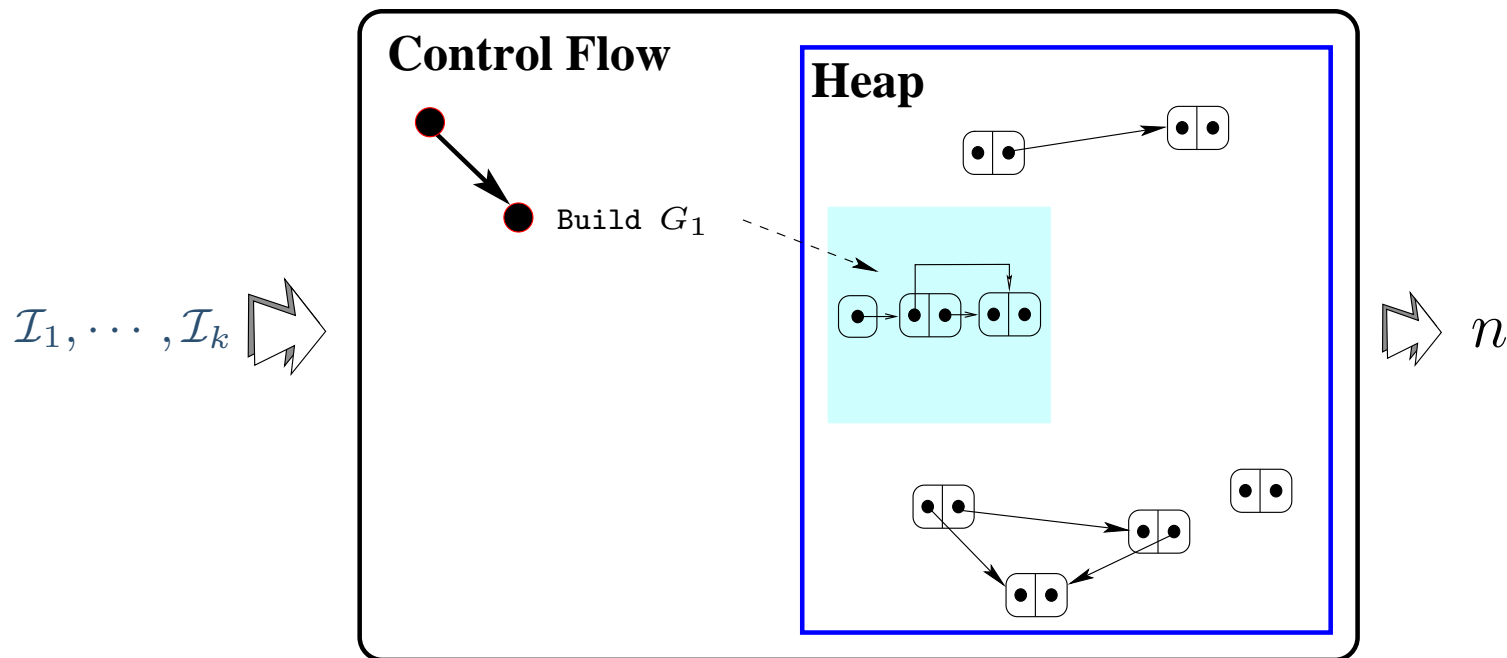 Control Flow
Heap
Build G₁
ℐ₁, ⋯ , ℐₖ
n